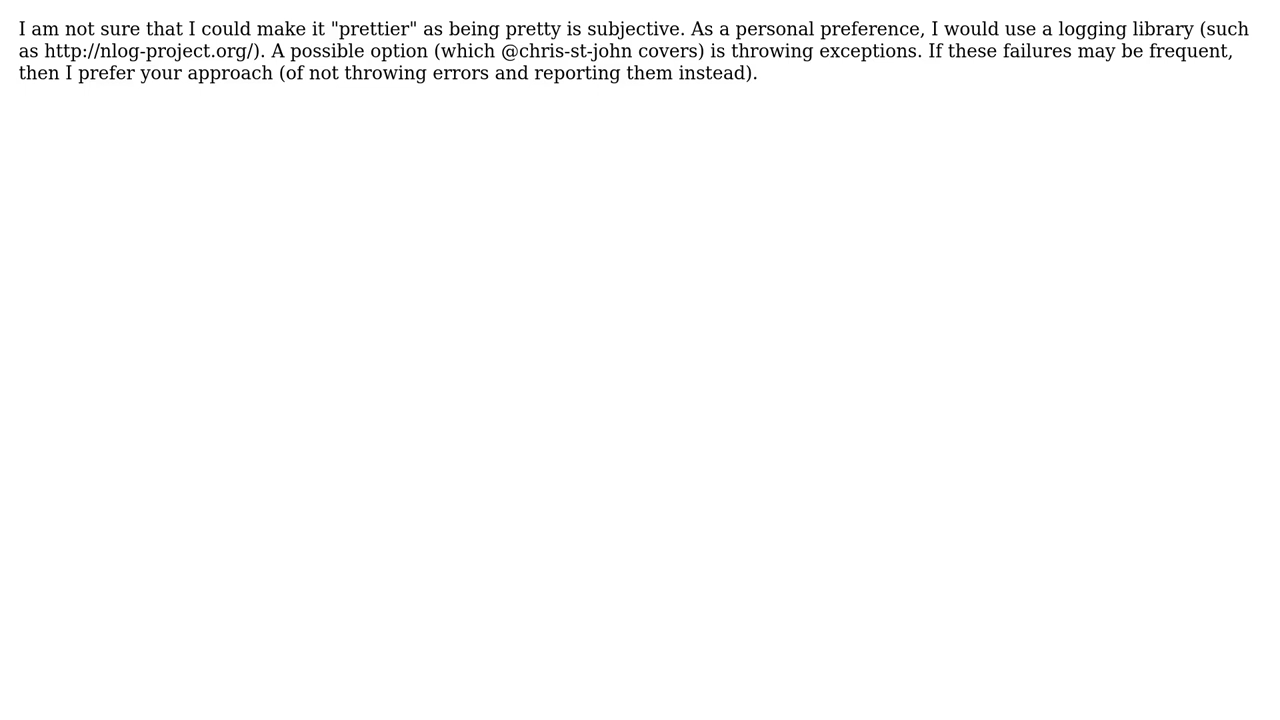 I am not sure that I could make it "prettier" as being pretty is subjective. As a personal preference, I would use a logging library (such
as http://nlog-project.org/). A possible option (which @chris-st-john covers) is throwing exceptions. If these failures may be frequent,
then I prefer your approach (of not throwing errors and reporting them instead).